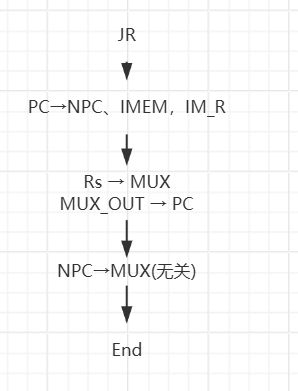 JR
PC→NPC、IMEM，IM_R
Rs → MUX
MUX_OUT → PC
NPC→MUX(无关)
End